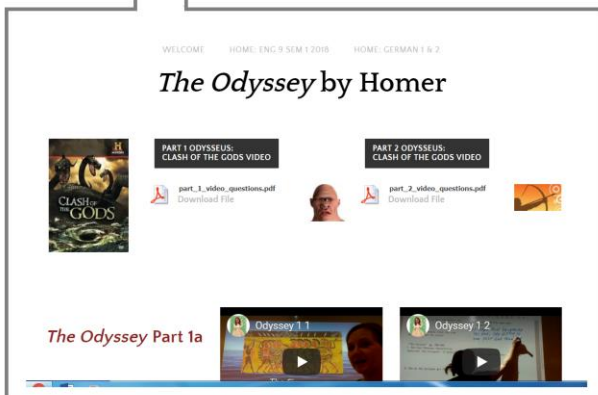 WELCOME HOME: ENG 9 SEM 1 2018 HOME: GERMAN 1 & 2
The Odyssey by Homer
PART 1 ODYSSEUS:
CLASH OF THE GODS VIDEO
part_1_video_questions.pdf
Download File
PART 2 ODYSSEUS:
CLASH OF THE GODS VIDEO
part_2_video_questions.pdf
Download File
H
CLASH OF
THE GODS
The Odyssey Part 1a
Odyssey 1 1
Odyssey 1 2